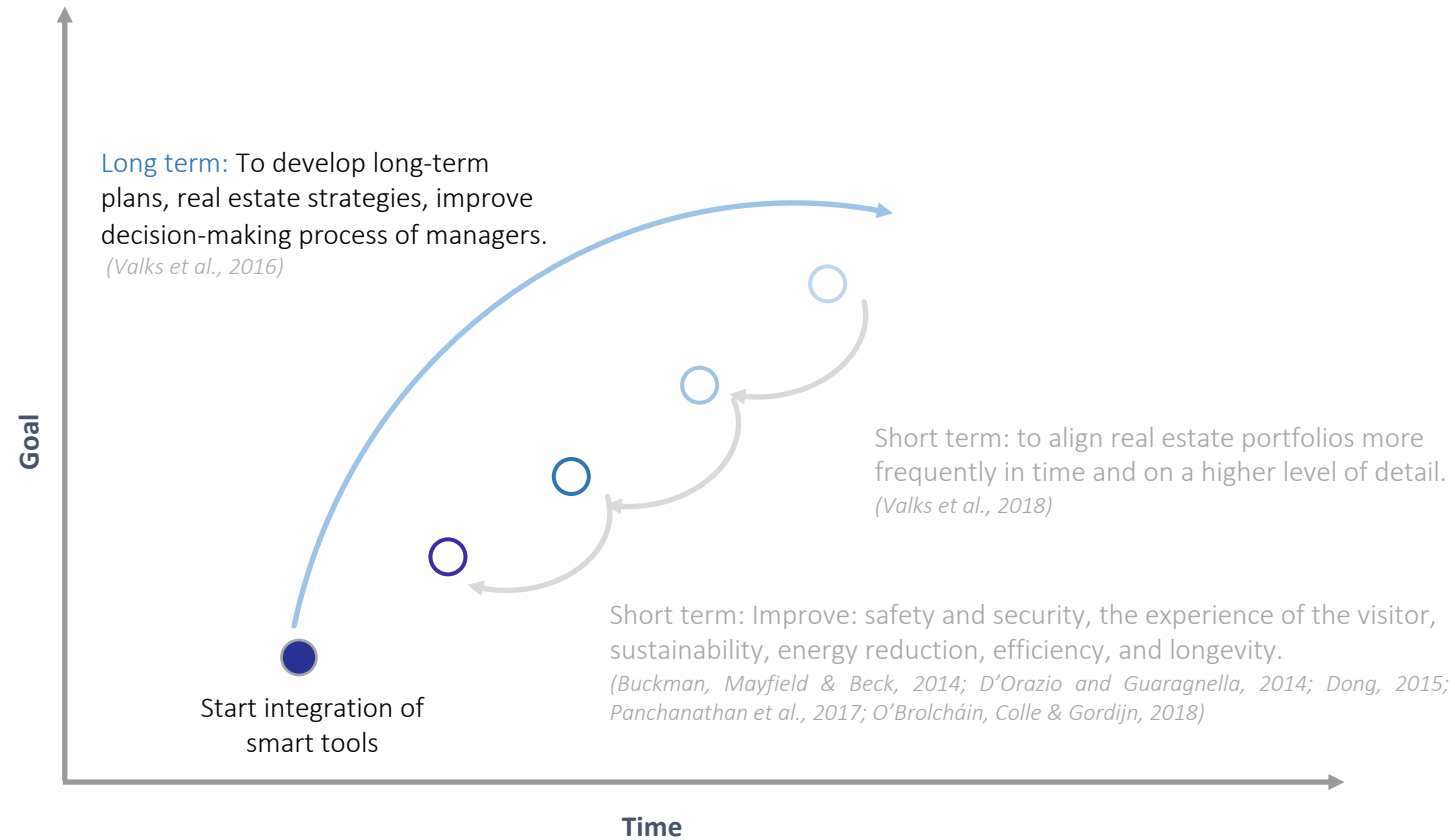 Long term: To develop long-term
plans, real estate strategies, improve
decision-making process of managers.
(Valks et al., 2016)
Goal
Short term: to align real estate portfolios more
frequently in time and on a higher level of detail.
(Valks et al., 2018)
Short term: Improve: safety and security, the experience of the visitor,
sustainability, energy reduction, efficiency, and longevity.
(Buckman, Mayfield & Beck, 2014; D’Orazio and Guaragnella, 2014; Dong, 2015;
Panchanathan et al., 2017; O’Brolcháin, Colle & Gordijn, 2018)
Start integration of
smart tools
Time